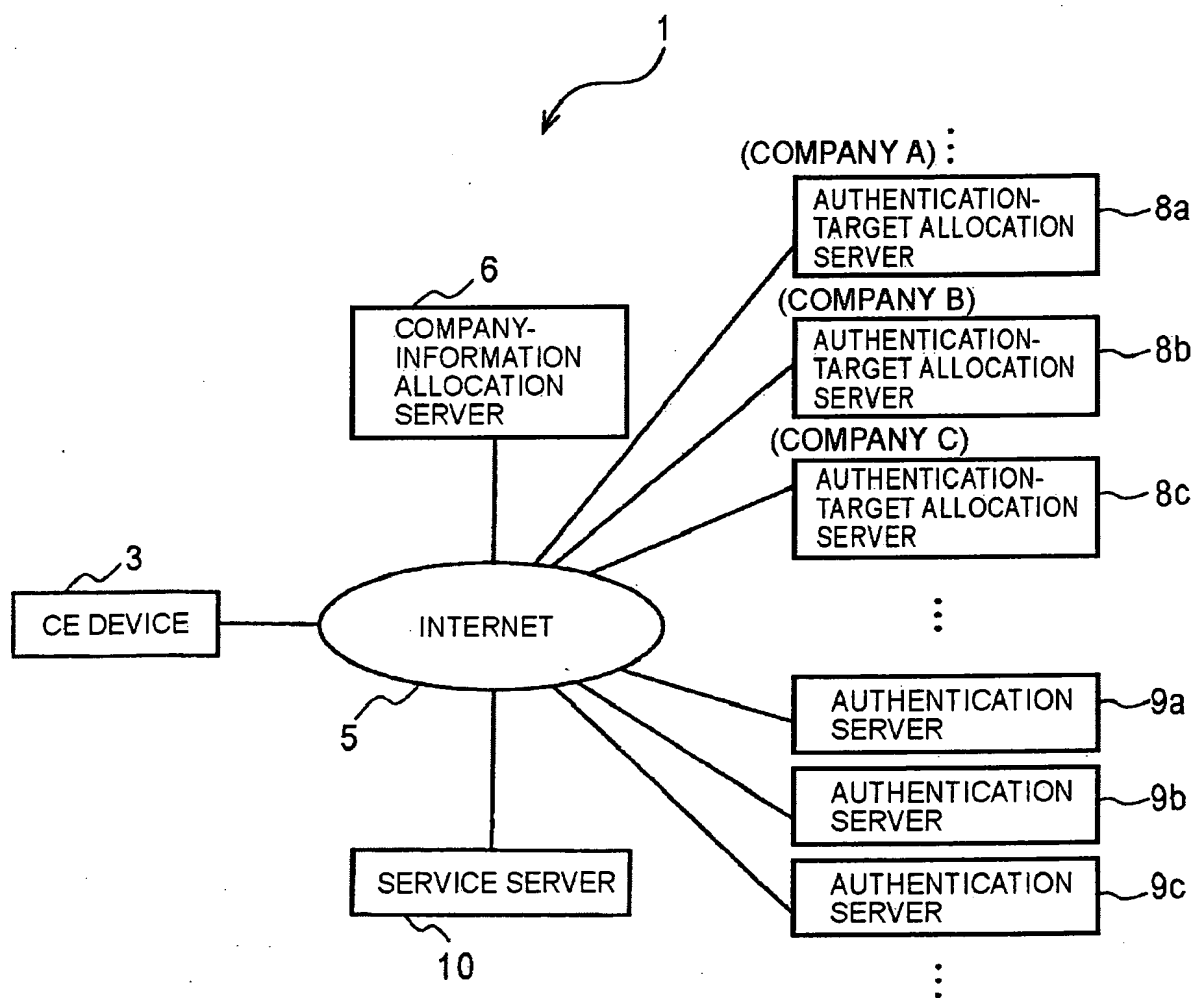 1
(COMPANY A)
AUTHENTICATION-
TARGET ALLOCATION
SERVER
8a
6
COMPANY-
INFORMATION
ALLOCATION
SERVER
(COMPANY B)
AUTHENTICATION-
TARGET ALLOCATION
SERVER
8b
(COMPANY C)
AUTHENTICATION-
TARGET ALLOCATION
SERVER
8c
3
CE DEVICE
INTERNET
5
AUTHENTICATION
SERVER
9a
AUTHENTICATION
SERVER
9b
AUTHENTICATION
SERVER
9c
SERVICE SERVER
10